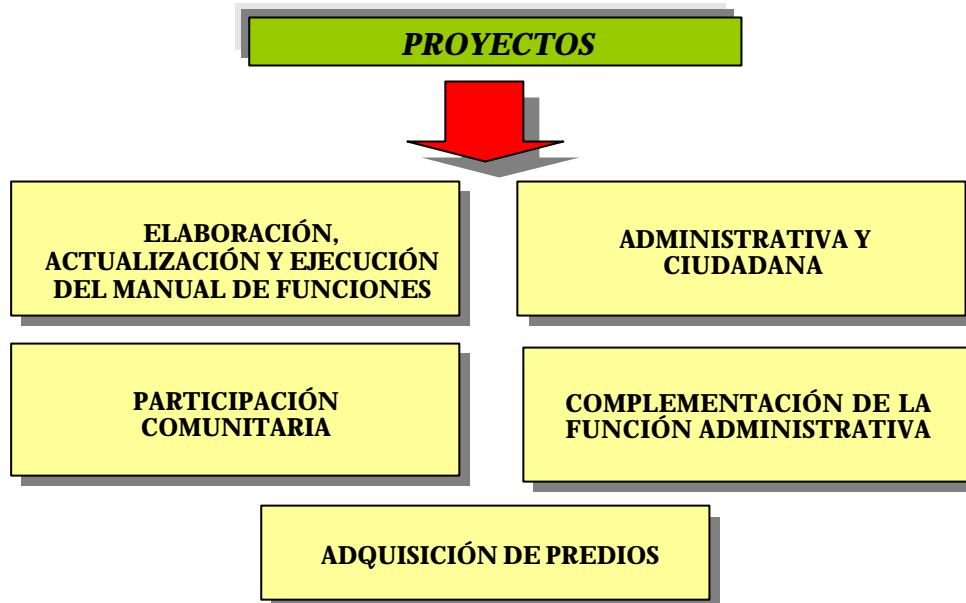 PROYECTOS
ELABORACIÓN,
ACTUALIZACIÓN Y EJECUCIÓN
DEL MANUAL DE FUNCIONES
ADMINISTRATIVA Y
CIUDADANA
PARTICIPACIÓN
COMUNITARIA
COMPLEMENTACIÓN DE LA
FUNCIÓN ADMINISTRATIVA
ADQUISICIÓN DE PREDIOS